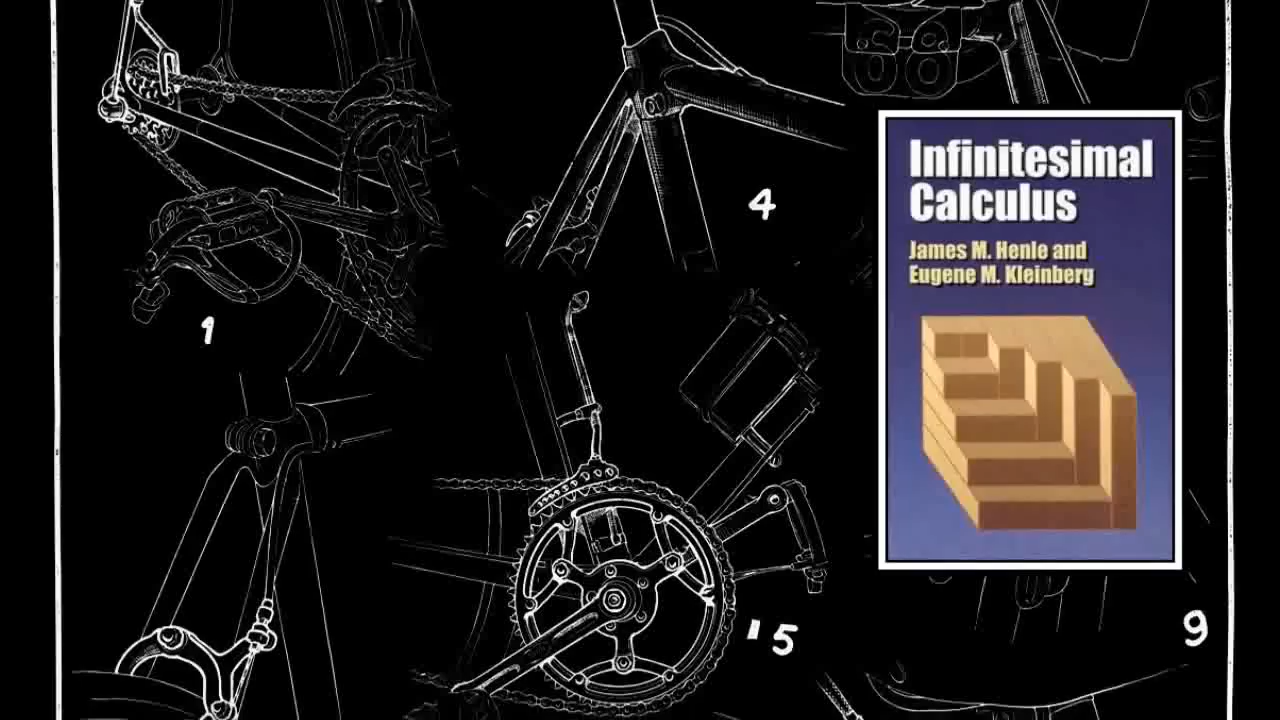 4
1
Infinitesimal
Calculus
James M. Henle and
Eugene M. Kleinberg
'5
9